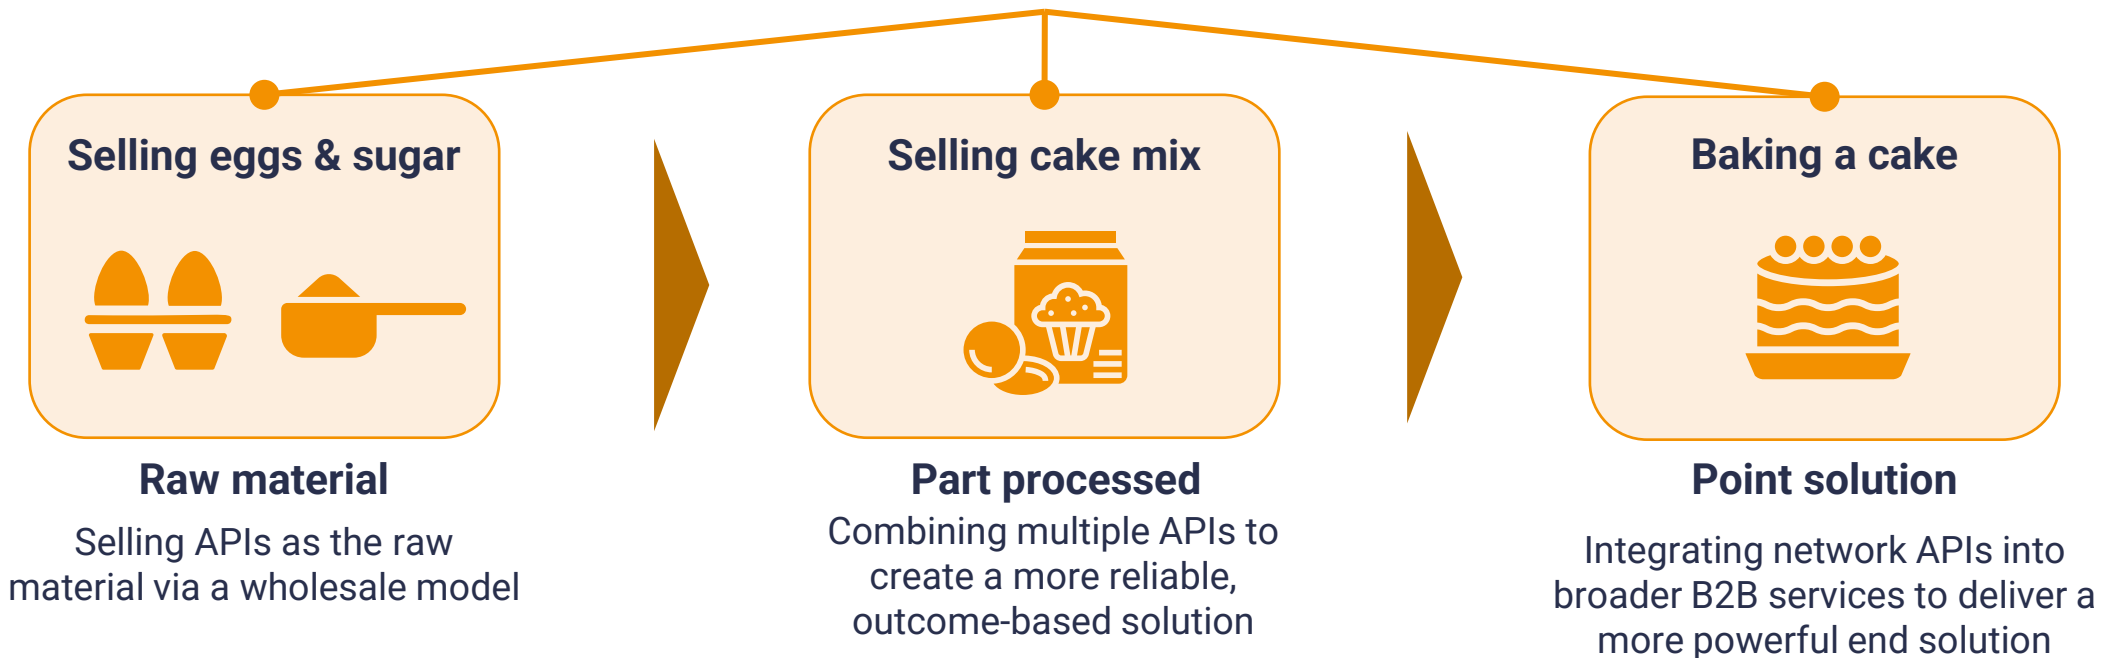 Selling eggs & sugar
Raw material
Selling APIs as the raw
material via a wholesale model
Selling cake mix
Part processed
Combining multiple APIs to
create a more reliable,
outcome-based solution
Baking a cake
Point solution
Integrating network APIs into
broader B2B services to deliver a
more powerful end solution